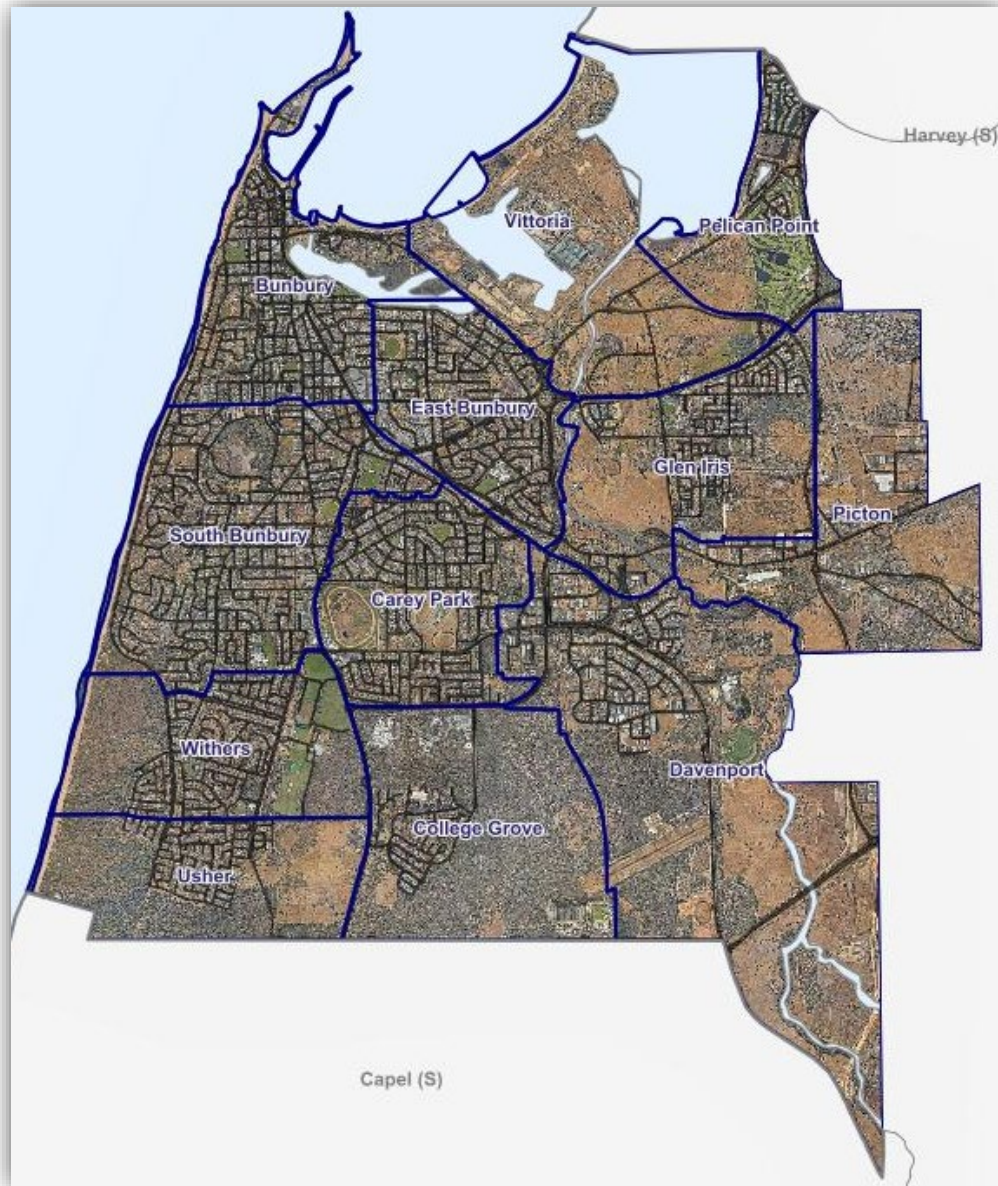 Harvey (S)
Vittoria
Pelican Point
Bunbury
East Bunbury
Glen Iris
Picton
South Bunbury
Carey Park
Withers
Davenport
College Grove
Usher
Capel (S)